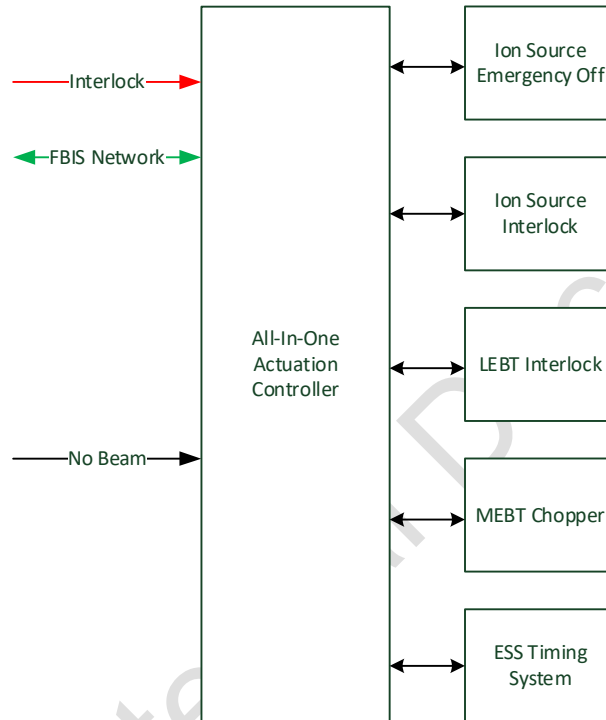 Interlock
FBIS Network
No Beam
All-In-One
Actuation
Controller
Ion Source
Emergency Off
Ion Source
Interlock
LEBT Interlock
MEBT Chopper
ESS Timing
System